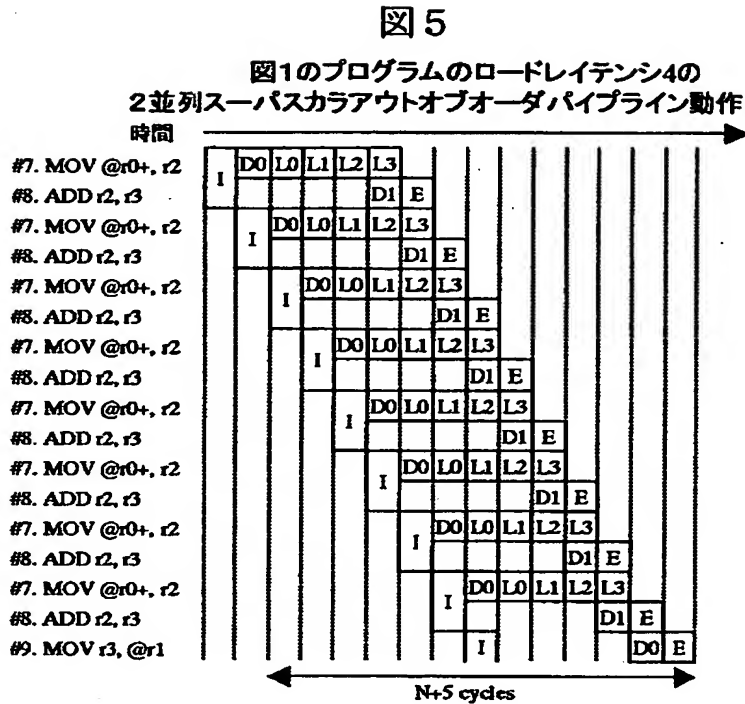 図5
図1のプログラムのロードレイテンシ4の
2並列スーパスカラアウトオブオーダパイプライン動作
時間
#7. MOV @r0+, r2 I D0 L0 L1 L2 L3
#8. ADD r2, r3 D1 E
#7. MOV @r0+, r2 I D0 L0 L1 L2 L3
#8. ADD r2, r3 D1 E
#7. MOV @r0+, r2 I D0 L0 L1 L2 L3
#8. ADD r2, r3 D1 E
#7. MOV @r0+, r2 I D0 L0 L1 L2 L3
#8. ADD r2, r3 D1 E
#7. MOV @r0+, r2 I D0 L0 L1 L2 L3
#8. ADD r2, r3 D1 E
#7. MOV @r0+, r2 I D0 L0 L1 L2 L3
#8. ADD r2, r3 D1 E
#7. MOV @r0+, r2 I D0 L0 L1 L2 L3
#8. ADD r2, r3 D1 E
#7. MOV @r0+, r2 I D0 L0 L1 L2 L3
#8. ADD r2, r3 D1 E
#9. MOV r3, @r1 I D0 E
N+5 cycles